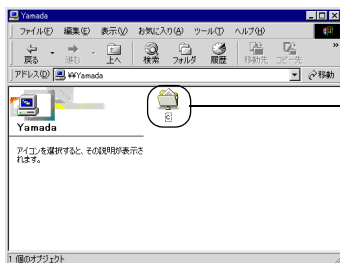 Yamada
ファイル(F) 編集(E) 表示(V) お気に入り(A) ツール(T) ヘルプ(H)
戻る 進む 上へ 検索 フォルダ 履歴 移動先 コピー先 »
アドレス(D) ¥¥Yamada 移動
Yamada
アイコンを選択すると、その説明が表示さ
れます。
c
1 個のオブジェクト